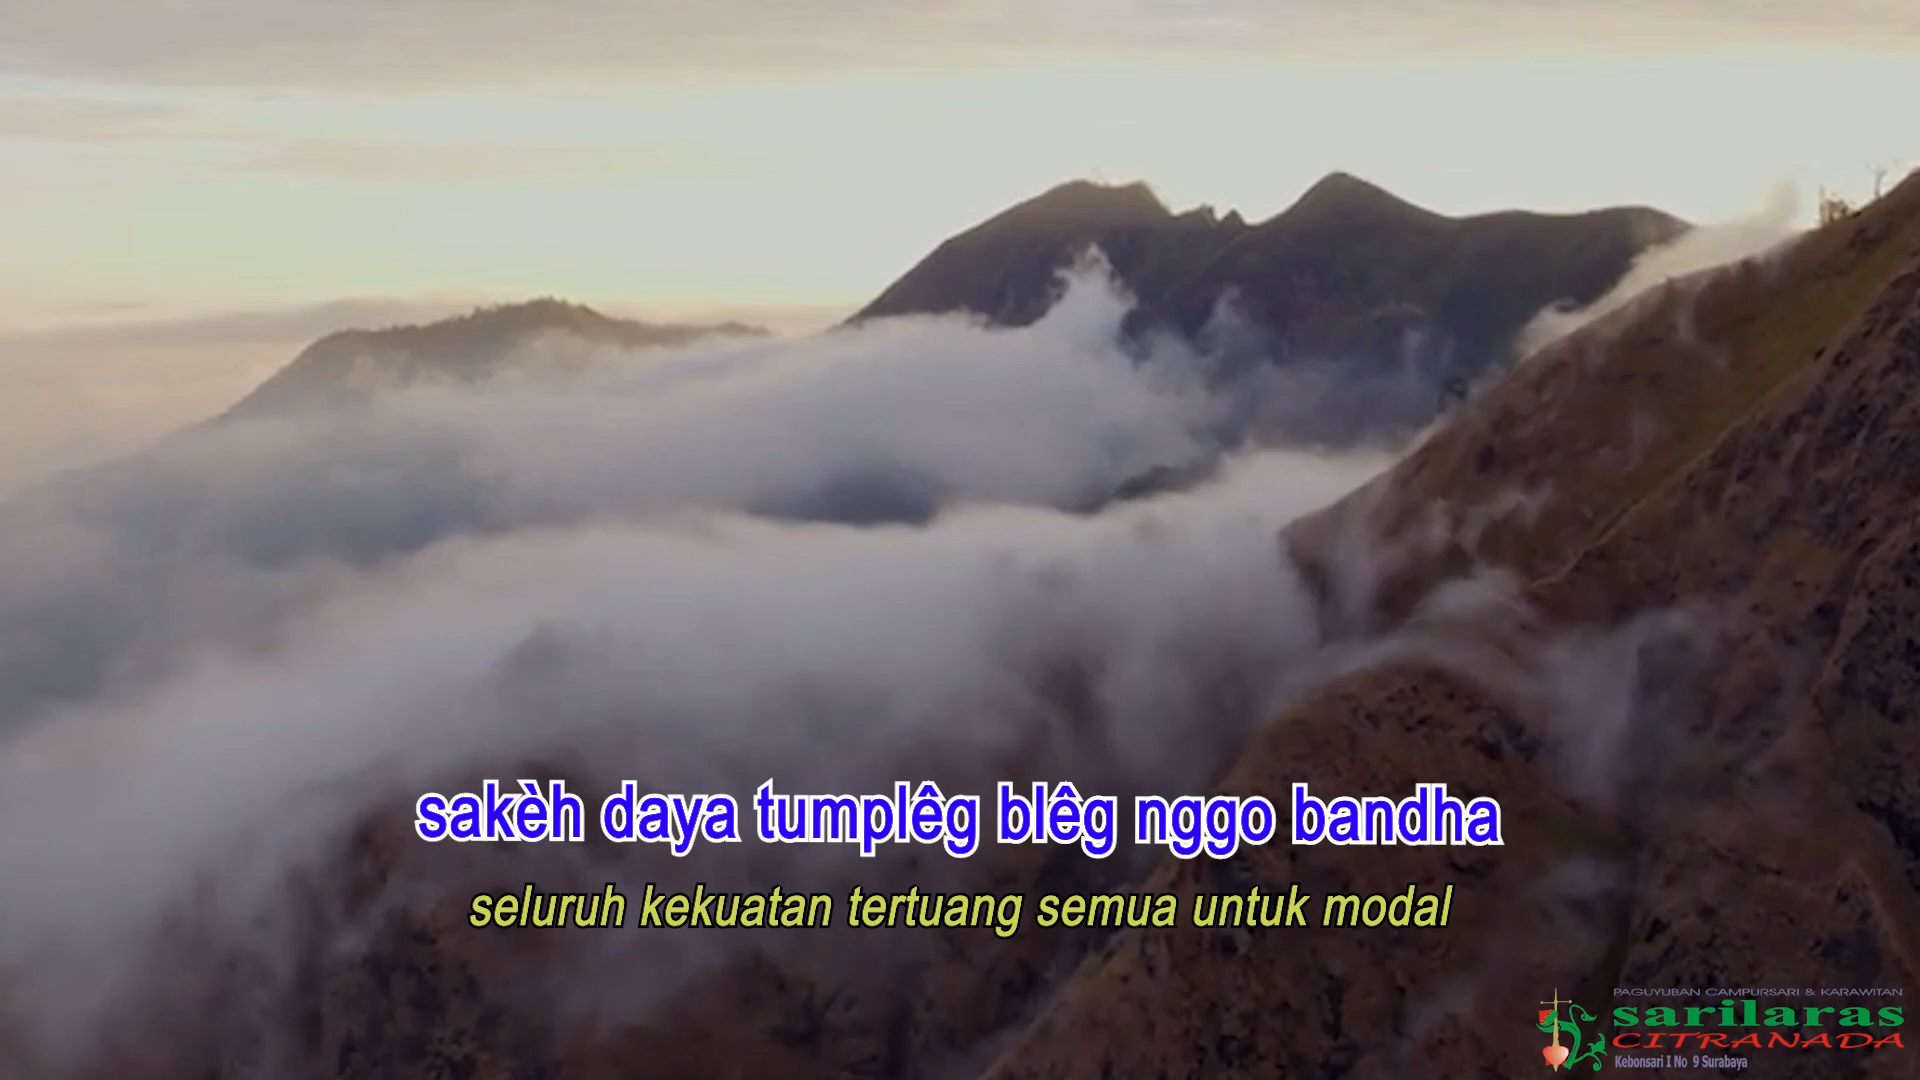 sakèh daya tumplêg blêg nggo bandha
seluruh kekuatan tertuang semua untuk modal
PAGUYUBAN CAMPURSARI & KARAWITAN
sarilaras
CITRANADA
Kebonsari I No 9 Surabaya